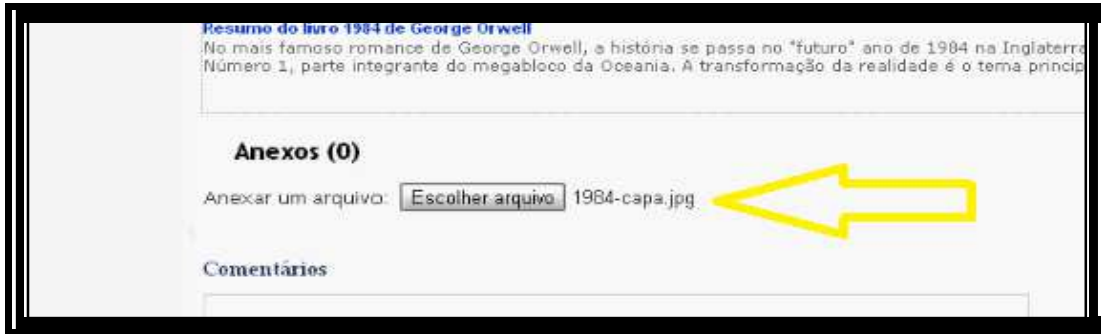 Resumo do livro 1984 de George Orwell
No mais famoso romance de George Orwell, a história se passa no "futuro" ano de 1984 na Inglaterra
Número 1, parte integrante do megabloco da Oceania. A transformação da realidade é o tema princip
Anexos (0)
Anexar um arquivo: Escolher arquivo 1984-capa.jpg
Comentários